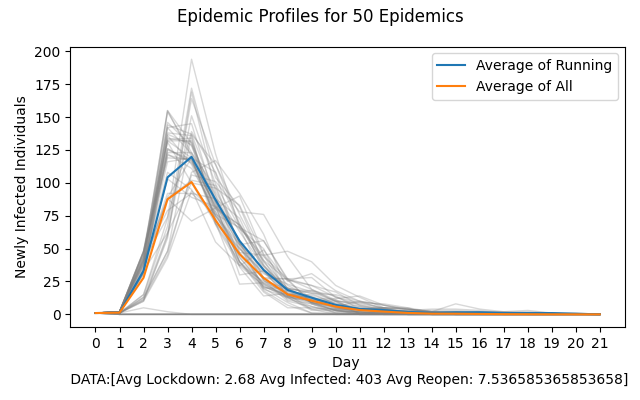 Epidemic Profiles for 50 Epidemics
200
175
150
125
100
75
50
25
0
Newly Infected Individuals
Average of Running
Average of All
0 1 2 3 4 5 6 7 8 9 10 11 12 13 14 15 16 17 18 19 20 21
Day
DATA:[Avg Lockdown: 2.68 Avg Infected: 403 Avg Reopen: 7.536585365853658]